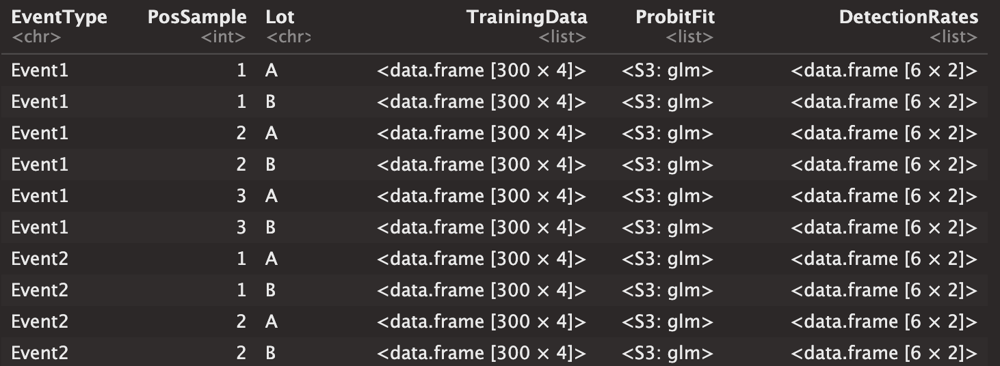 EventType PosSample Lot TrainingData ProbitFit DetectionRates
<chr> <int> <chr> <list> <list> <list>
Event1 1 A <data.frame [300 × 4]> <S3: glm> <data.frame [6 × 2]>
Event1 1 B <data.frame [300 × 4]> <S3: glm> <data.frame [6 × 2]>
Event1 2 A <data.frame [300 × 4]> <S3: glm> <data.frame [6 × 2]>
Event1 2 B <data.frame [300 × 4]> <S3: glm> <data.frame [6 × 2]>
Event1 3 A <data.frame [300 × 4]> <S3: glm> <data.frame [6 × 2]>
Event1 3 B <data.frame [300 × 4]> <S3: glm> <data.frame [6 × 2]>
Event2 1 A <data.frame [300 × 4]> <S3: glm> <data.frame [6 × 2]>
Event2 1 B <data.frame [300 × 4]> <S3: glm> <data.frame [6 × 2]>
Event2 2 A <data.frame [300 × 4]> <S3: glm> <data.frame [6 × 2]>
Event2 2 B <data.frame [300 × 4]> <S3: glm> <data.frame [6 × 2]>